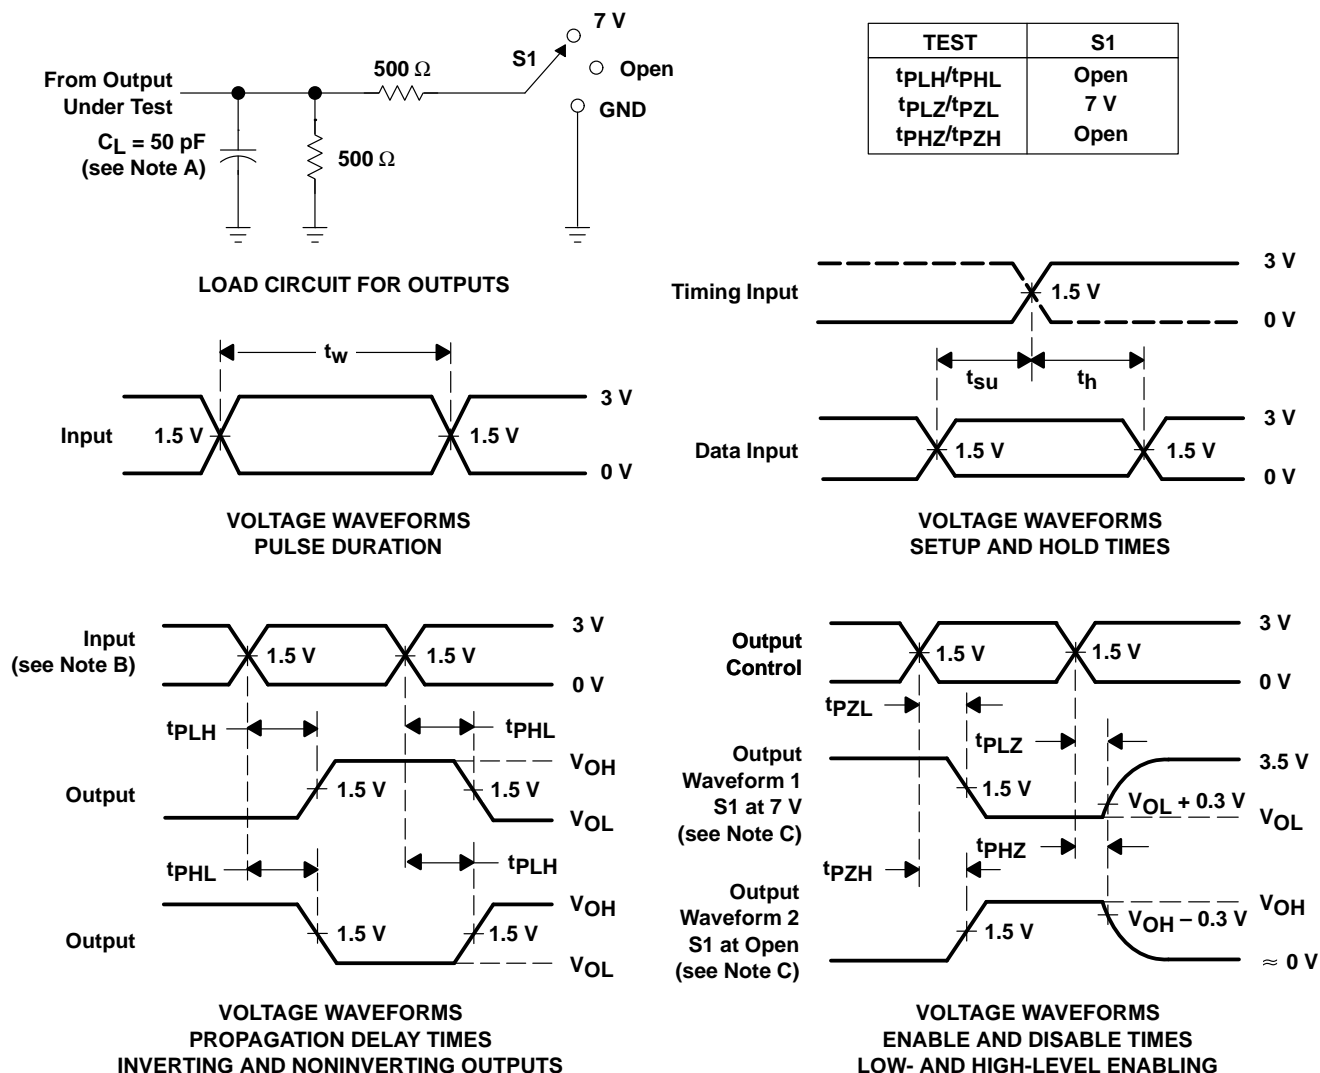 7 V
S1
Open
GND
500 Ω
From Output
Under Test
CL = 50 pF
(see Note A)
500 Ω
LOAD CIRCUIT FOR OUTPUTS
TEST S1
tPLH/tPHL Open
tPLZ/tPZL 7 V
tPHZ/tPZH Open
Timing Input
1.5 V
3 V
0 V
tsu
th
Data Input
1.5 V
1.5 V
3 V
0 V
VOLTAGE WAVEFORMS
SETUP AND HOLD TIMES
tw
Input
1.5 V
1.5 V
3 V
0 V
VOLTAGE WAVEFORMS
PULSE DURATION
Input
(see Note B)
1.5 V
1.5 V
3 V
0 V
tPLH
tPHL
Output
1.5 V
1.5 V
VOH
VOL
tPHL
tPLH
Output
1.5 V
1.5 V
VOH
VOL
VOLTAGE WAVEFORMS
PROPAGATION DELAY TIMES
INVERTING AND NONINVERTING OUTPUTS
Output
Control
1.5 V
1.5 V
3 V
0 V
tPZL
tPLZ
Output
Waveform 1
S1 at 7 V
(see Note C)
1.5 V
VOL + 0.3 V
3.5 V
VOL
tPZH
tPHZ
Output
Waveform 2
S1 at Open
(see Note C)
1.5 V
VOH – 0.3 V
VOH
≈ 0 V
VOLTAGE WAVEFORMS
ENABLE AND DISABLE TIMES
LOW- AND HIGH-LEVEL ENABLING